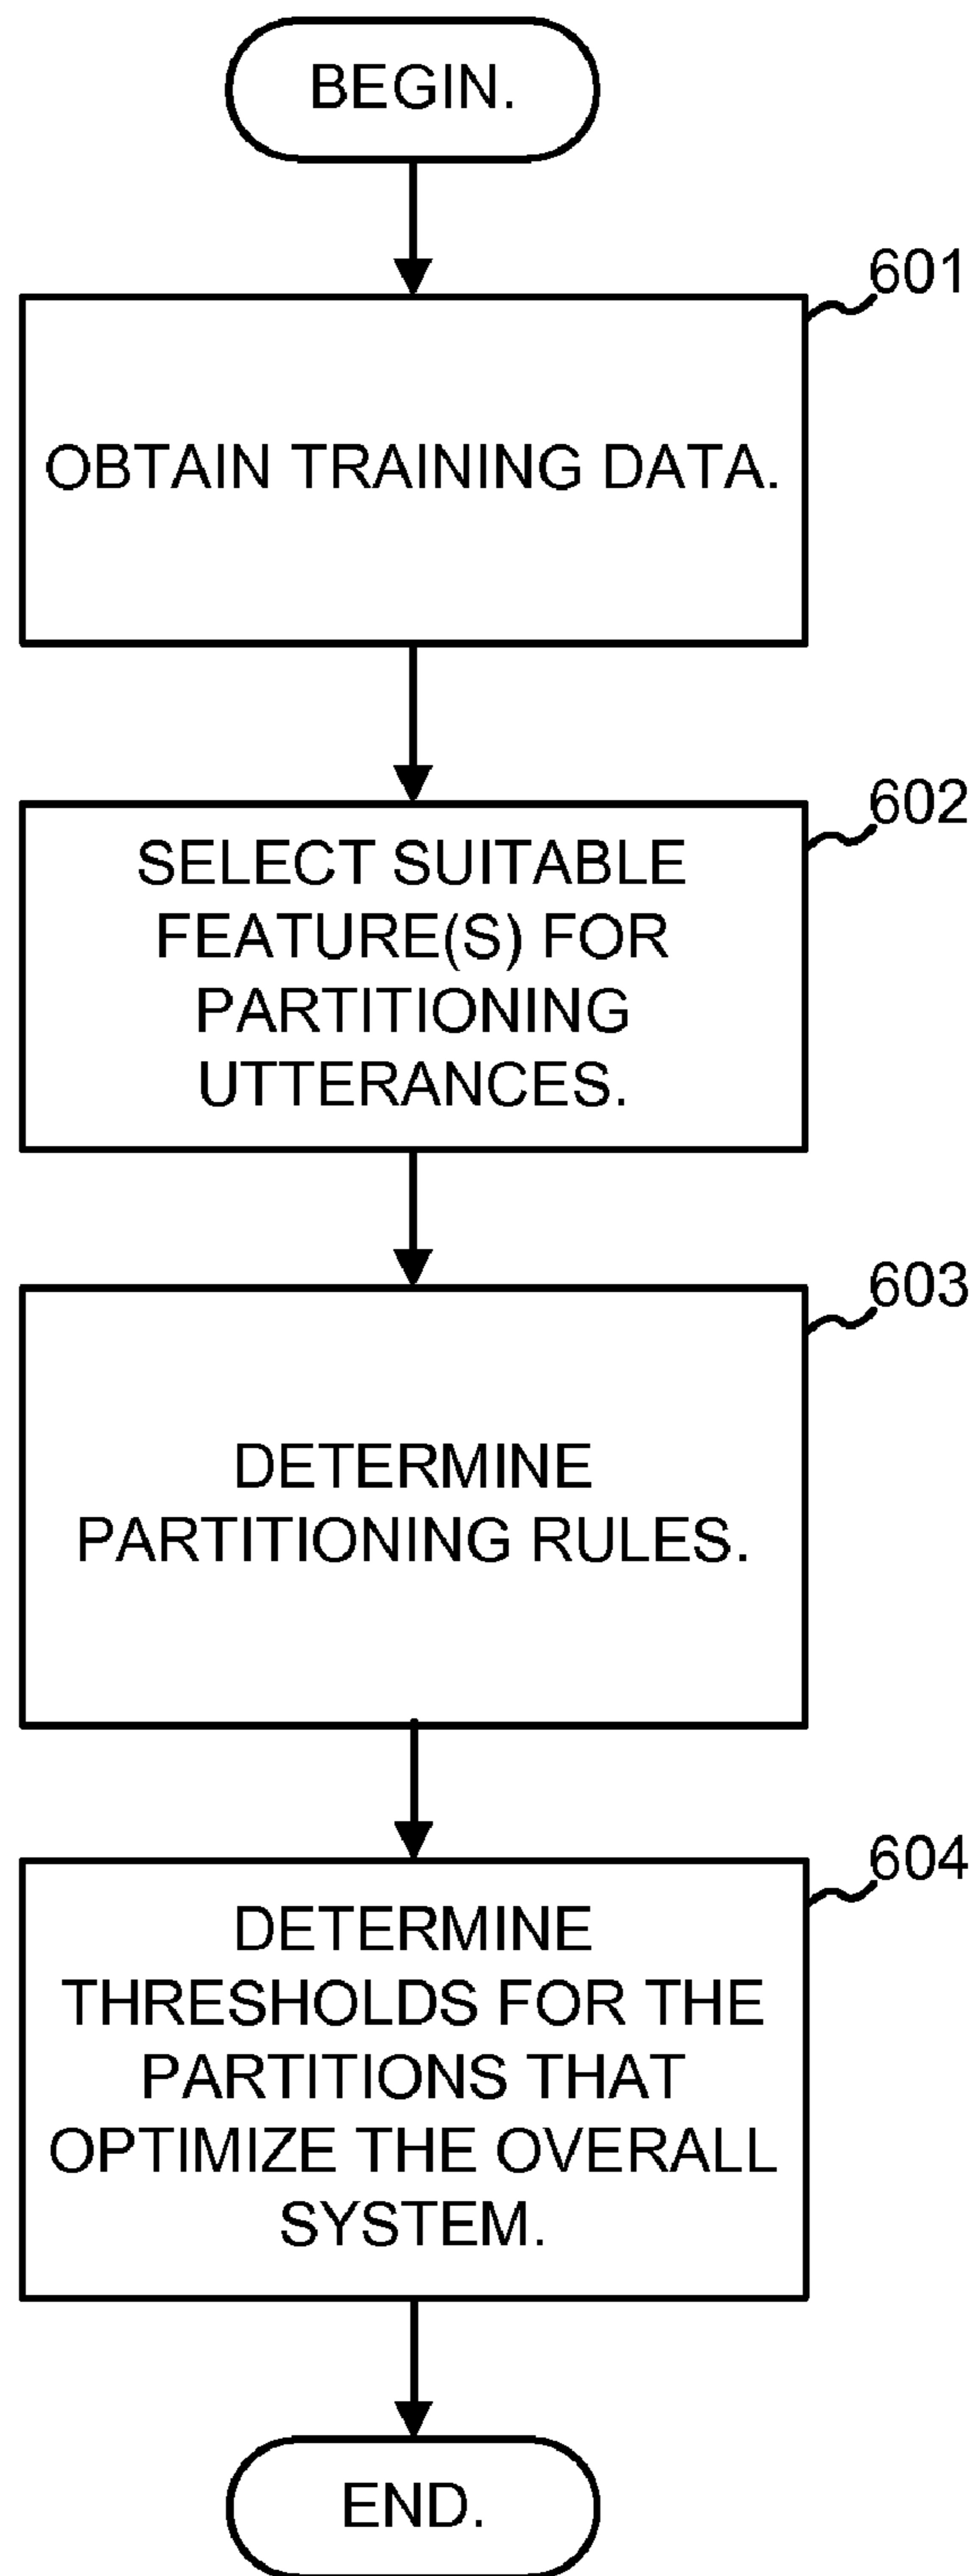 BEGIN.
601
OBTAIN TRAINING DATA.
602
SELECT SUITABLE
FEATURE(S) FOR
PARTITIONING
UTTERANCES.
603
DETERMINE
PARTITIONING RULES.
604
DETERMINE
THRESHOLDS FOR THE
PARTITIONS THAT
OPTIMIZE THE OVERALL
SYSTEM.
END.